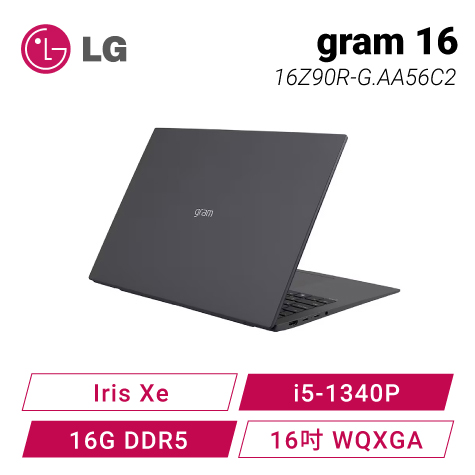 LG
gram 16
16Z90R-G.AA56C2
gram
Iris Xe
i5-1340P
16G DDR5
16吋 WQXGA